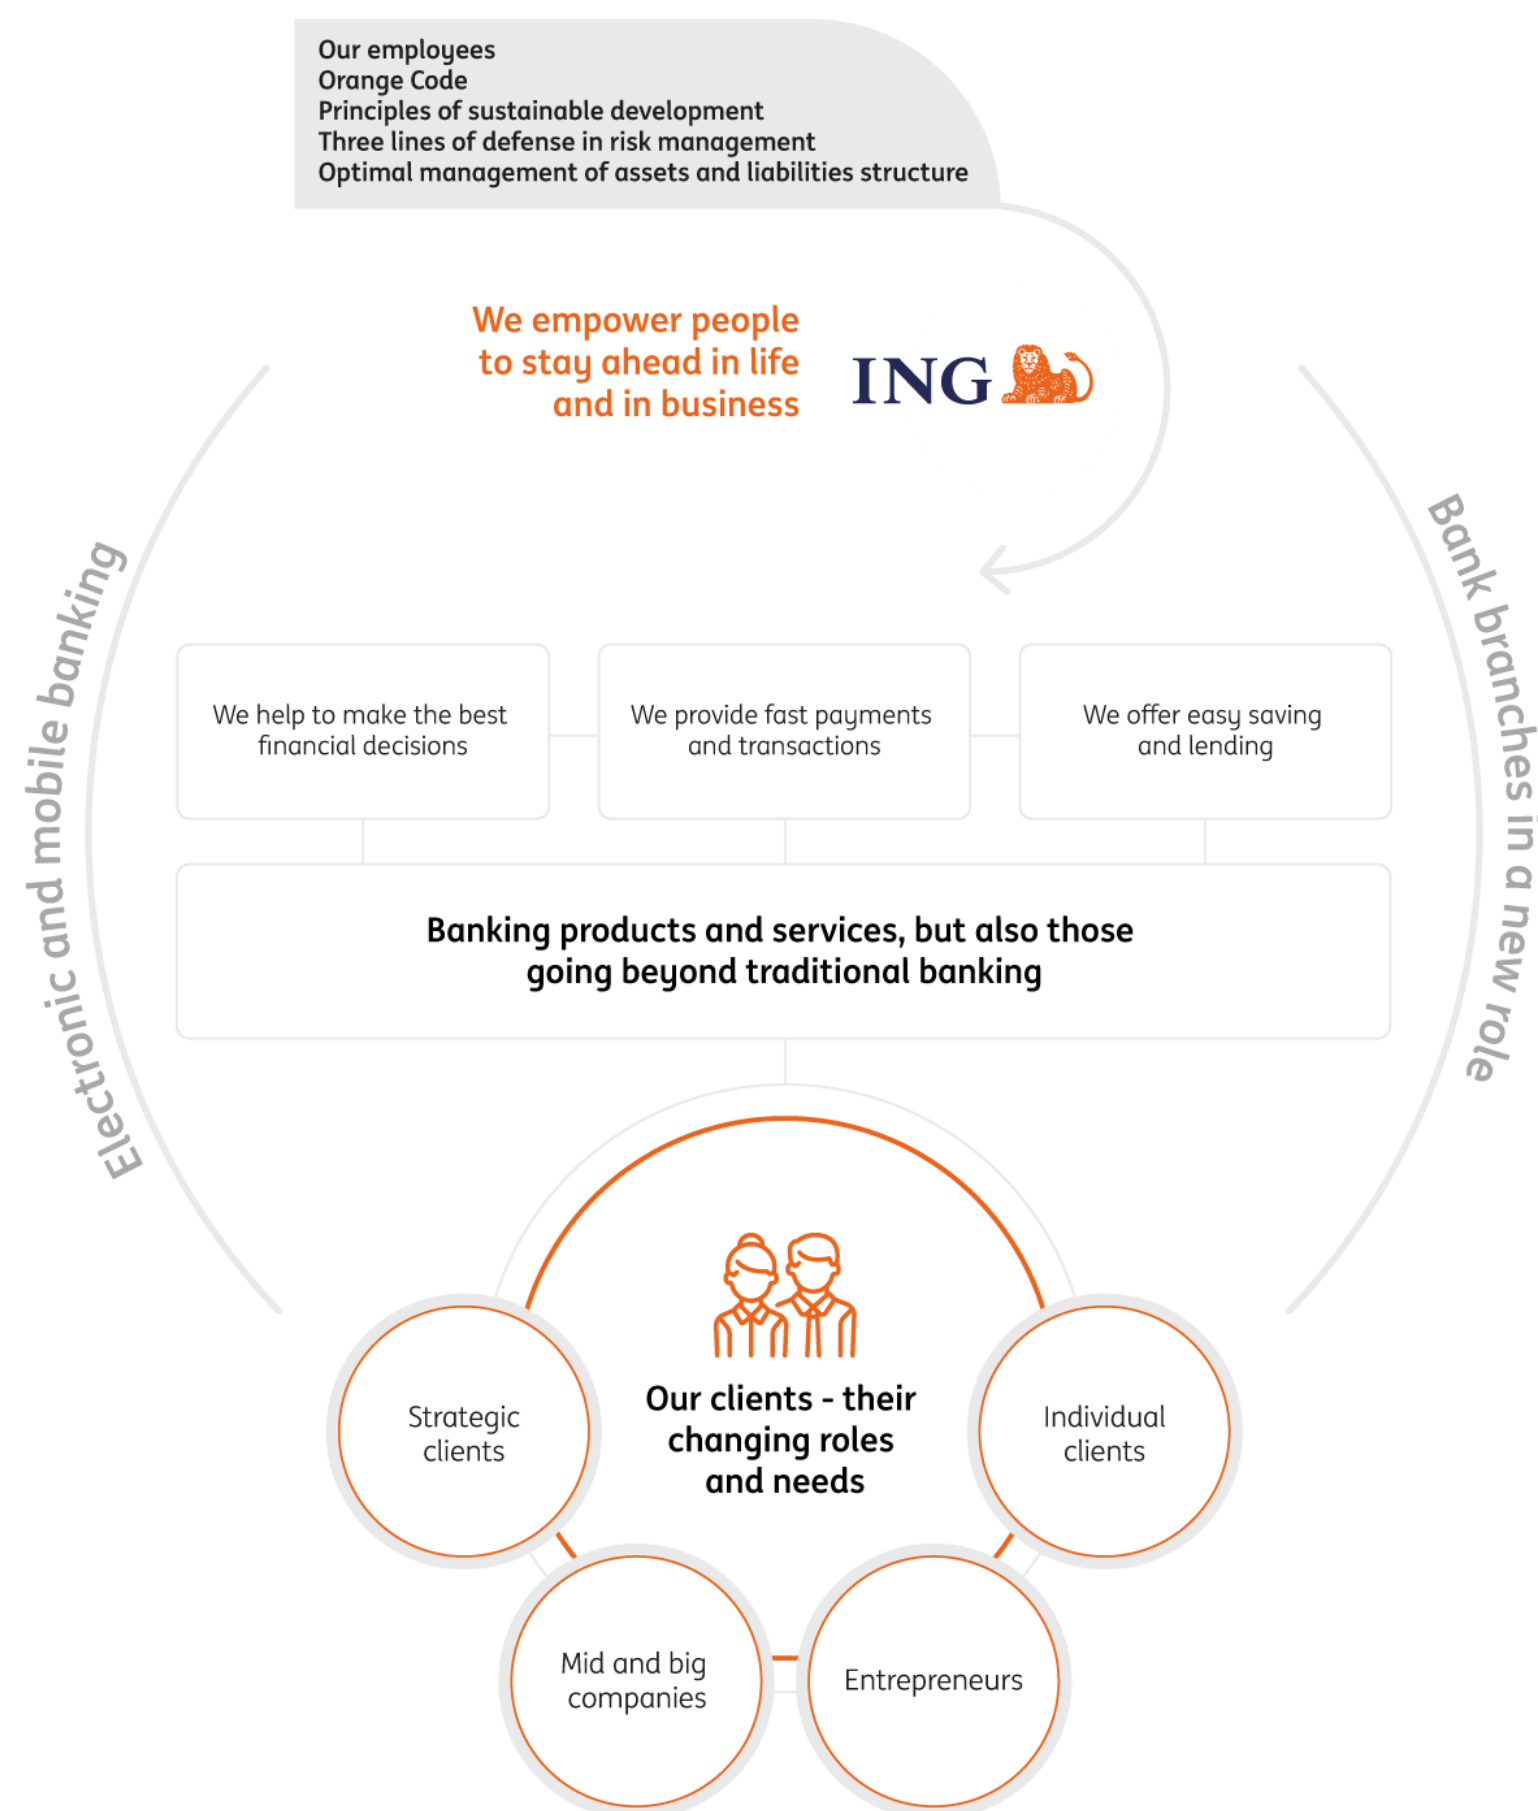 Our employees
Orange Code
Principles of sustainable development
Three lines of defense in risk management
Optimal management of assets and liabilities structure
We empower people
to stay ahead in life
and in business
ING
Electronic and mobile banking
Bank branches in a new role
We help to make the best
financial decisions
We provide fast payments
and transactions
We offer easy saving
and lending
Banking products and services, but also those
going beyond traditional banking
Our clients - their
changing roles
and needs
Strategic
clients
Individual
clients
Mid and big
companies
Entrepreneurs